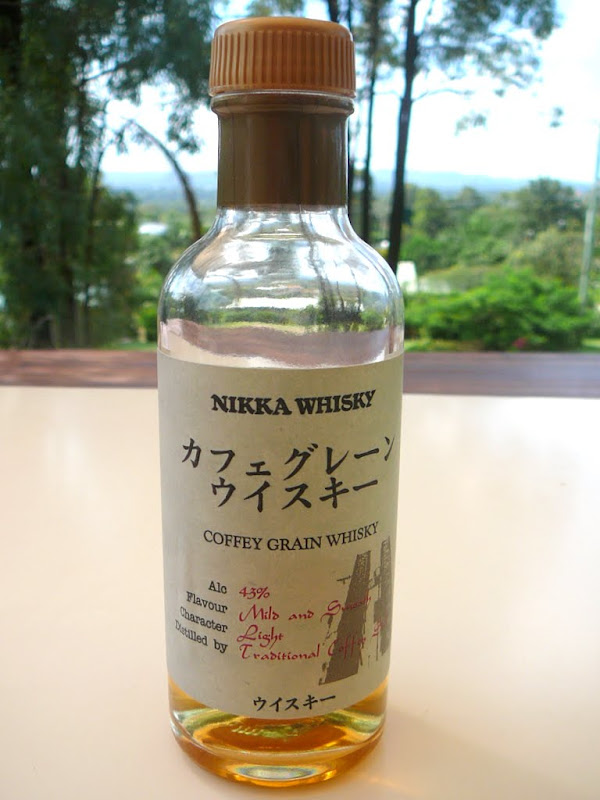 NIKKA WHISKY
カフェグレーン
ウイスキー
COFFEY GRAIN WHISKY
Alc 43%
Flavour Mild and
Character Light
Distilled by Traditional Coffey
ウイスキー